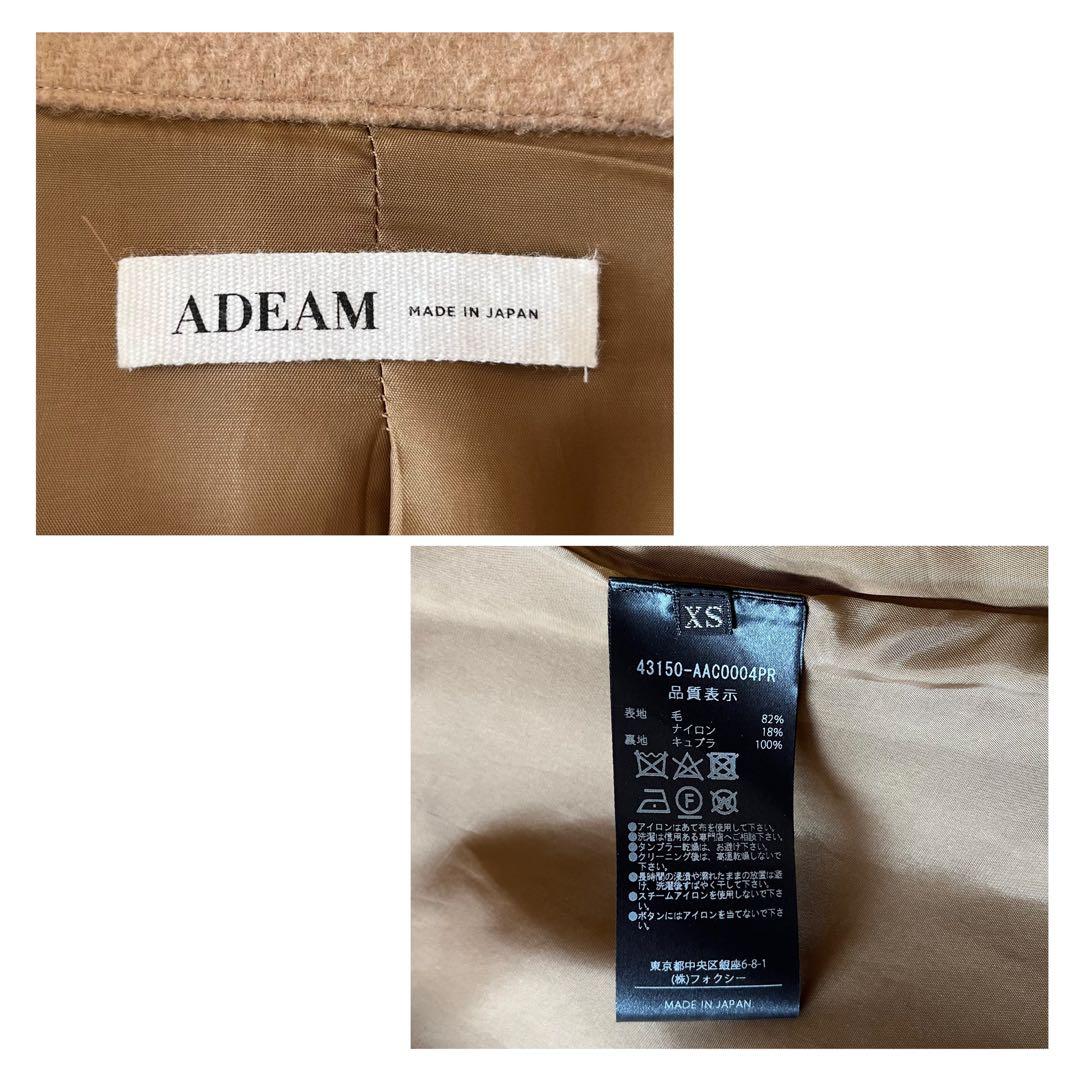 ADEAM MADE IN JAPAN
XS
43150-AAC0004PR
品質表示
表地 毛 82%
ナイロン 18%
裏地 キュプラ 100%
F W
●アイロンはあて布を使用して下さい。
●洗濯は信用ある専門店へご相談下さい。
●タンブラー乾燥は、お避け下さい。
●クリーニング後は、高温乾燥しないで
下さい。
●長時間の浸漬や濡れたままの放置は避
け、洗濯後すばやく干して下さい。
●スチームアイロンを使用しないで下さ
い。
●ボタンにはアイロンを当てないで下さ
い。
東京都中央区銀座6-8-1
(株)フォクシー
MADE IN JAPAN